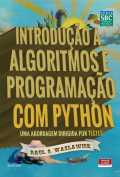 SBC
INTRODUÇÃO A
ALGORITMOS E
PROGRAMAÇÃO
COM PYTHON
UMA ABORDAGEM DIRIGIDA POR TESTES
RAUL S. WAZLAWICK